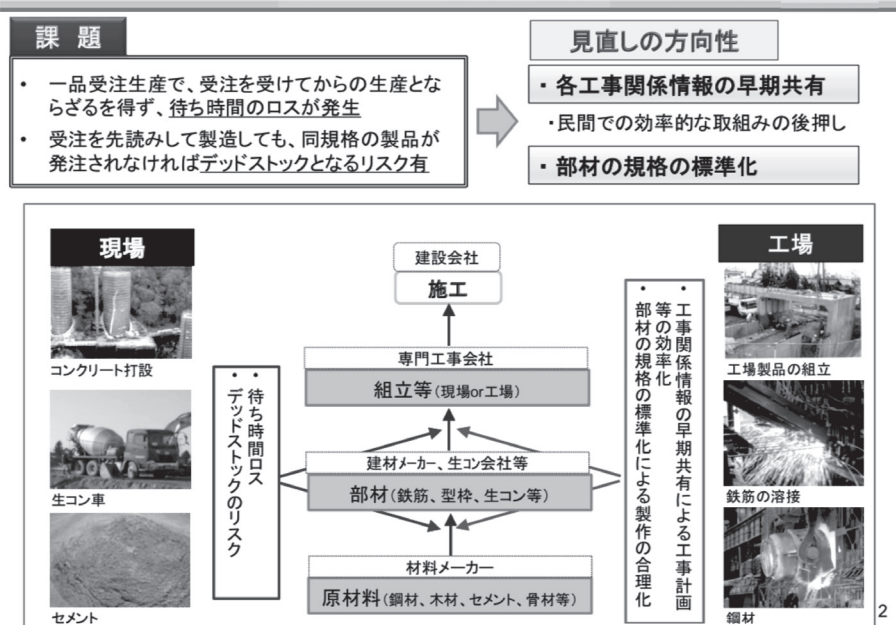 課 題
・ 一品受注生産で、受注を受けてからの生産とな
らざるを得ず、待ち時間のロスが発生
・ 受注を先読みして製造しても、同規格の製品が
発注されなければデッドストックとなるリスク有
見直しの方向性
・各工事関係情報の早期共有
・民間での効率的な取組みの後押し
・部材の規格の標準化
現場
コンクリート打設
生コン車
セメント
・待ち時間ロス
・デッドストックのリスク
建設会社
施工
専門工事会社
組立等(現場or工場)
建材メーカー、生コン会社等
部材(鉄筋、型枠、生コン等)
材料メーカー
原材料(鋼材、木材、セメント、骨材等)
・工事関係情報の早期共有による工事計画
等の効率化
・部材の規格の標準化による製作の合理化
工場
工場製品の組立
鉄筋の溶接
鋼材
2